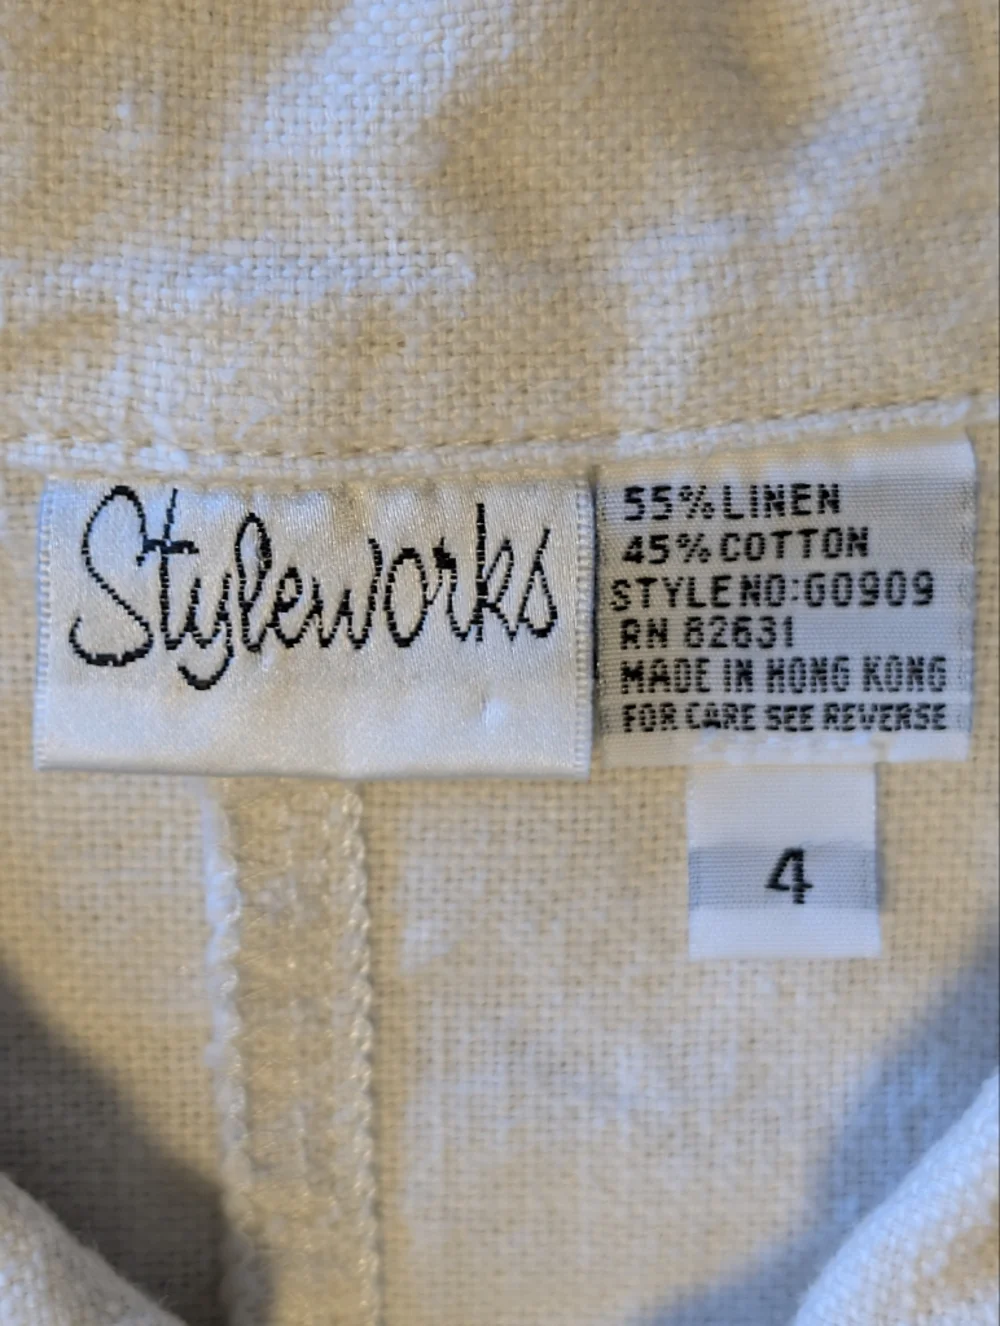 Styleworks
55% LINEN
45% COTTON
STYLE NO: G0909
RN 82631
MADE IN HONG KONG
FOR CARE SEE REVERSE
4